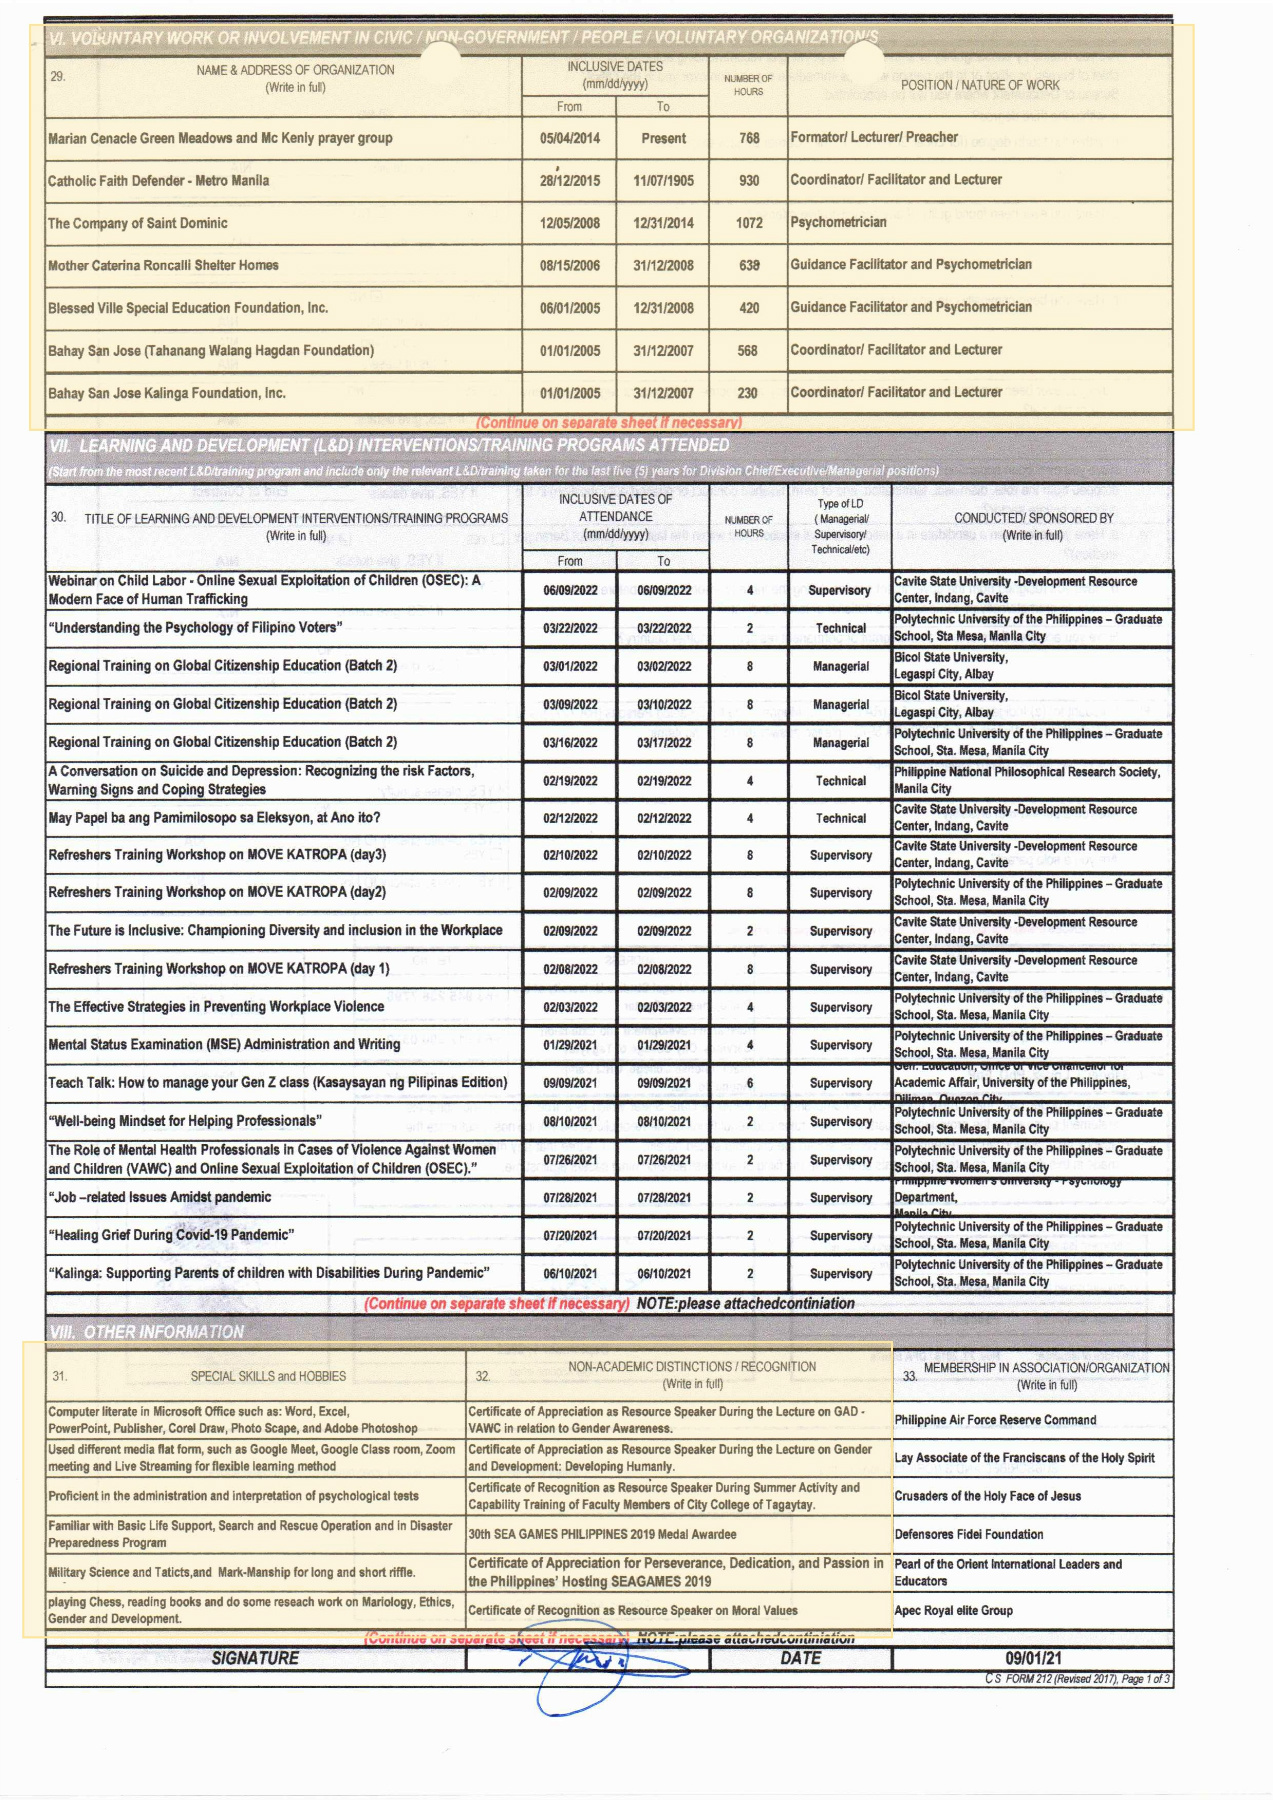 VI. VOLUNTARY WORK OR INVOLVEMENT IN CIVIC / NON-GOVERNMENT / PEOPLE / VOLUNTARY ORGANIZATION/S
29. NAME & ADDRESS OF ORGANIZATION (Write in full) INCLUSIVE DATES (mm/dd/yyyy) From To NUMBER OF HOURS POSITION / NATURE OF WORK
Marian Cenacle Green Meadows and Mc Kenly prayer group 05/04/2014 Present 768 Formator/ Lecturer/ Preacher
Catholic Faith Defender - Metro Manila 28/12/2015 11/07/1905 930 Coordinator/ Facilitator and Lecturer
The Company of Saint Dominic 12/05/2008 12/31/2014 1072 Psychometrician
Mother Caterina Roncalli Shelter Homes 08/15/2006 31/12/2008 638 Guidance Facilitator and Psychometrician
Blessed Ville Special Education Foundation, Inc. 06/01/2005 12/31/2008 420 Guidance Facilitator and Psychometrician
Bahay San Jose (Tahanang Walang Hagdan Foundation) 01/01/2005 31/12/2007 568 Coordinator/ Facilitator and Lecturer
Bahay San Jose Kalinga Foundation, Inc. 01/01/2005 31/12/2007 230 Coordinator/ Facilitator and Lecturer
(Continue on separate sheet if necessary)
VII. LEARNING AND DEVELOPMENT (L&D) INTERVENTIONS/TRAINING PROGRAMS ATTENDED
(Start from the most recent L&D/training program and include only the relevant L&D/training taken for the last five (5) years for Division Chief/Executive/Managerial positions)
30. TITLE OF LEARNING AND DEVELOPMENT INTERVENTIONS/TRAINING PROGRAMS (Write in full) INCLUSIVE DATES OF ATTENDANCE (mm/dd/yyyy) From To NUMBER OF HOURS Type of LD ( Managerial/ Supervisory/ Technical/etc) CONDUCTED/ SPONSORED BY (Write in full)
Webinar on Child Labor - Online Sexual Exploitation of Children (OSEC): A Modern Face of Human Trafficking 06/09/2022 06/09/2022 4 Supervisory Cavite State University -Development Resource Center, Indang, Cavite
“Understanding the Psychology of Filipino Voters” 03/22/2022 03/22/2022 2 Technical Polytechnic University of the Philippines – Graduate School, Sta Mesa, Manila City
Regional Training on Global Citizenship Education (Batch 2) 03/01/2022 03/02/2022 8 Managerial Bicol State University, Legaspi City, Albay
Regional Training on Global Citizenship Education (Batch 2) 03/09/2022 03/10/2022 8 Managerial Bicol State University, Legaspi City, Albay
Regional Training on Global Citizenship Education (Batch 2) 03/16/2022 03/17/2022 8 Managerial Polytechnic University of the Philippines – Graduate School, Sta. Mesa, Manila City
A Conversation on Suicide and Depression: Recognizing the risk Factors, Warning Signs and Coping Strategies 02/19/2022 02/19/2022 4 Technical Philippine National Philosophical Research Society, Manila City
May Papel ba ang Pamimilosopo sa Eleksyon, at Ano ito? 02/12/2022 02/12/2022 4 Technical Cavite State University -Development Resource Center, Indang, Cavite
Refreshers Training Workshop on MOVE KATROPA (day3) 02/10/2022 02/10/2022 8 Supervisory Cavite State University -Development Resource Center, Indang, Cavite
Refreshers Training Workshop on MOVE KATROPA (day2) 02/09/2022 02/09/2022 8 Supervisory Polytechnic University of the Philippines – Graduate School, Sta. Mesa, Manila City
The Future is Inclusive: Championing Diversity and inclusion in the Workplace 02/09/2022 02/09/2022 2 Supervisory Cavite State University -Development Resource Center, Indang, Cavite
Refreshers Training Workshop on MOVE KATROPA (day 1) 02/08/2022 02/08/2022 8 Supervisory Cavite State University -Development Resource Center, Indang, Cavite
The Effective Strategies in Preventing Workplace Violence 02/03/2022 02/03/2022 4 Supervisory Polytechnic University of the Philippines – Graduate School, Sta. Mesa, Manila City
Mental Status Examination (MSE) Administration and Writing 01/29/2021 01/29/2021 4 Supervisory Polytechnic University of the Philippines – Graduate School, Sta. Mesa, Manila City
Teach Talk: How to manage your Gen Z class (Kasaysayan ng Pilipinas Edition) 09/09/2021 09/09/2021 6 Supervisory Gen. Education, Office of Vice Chancellor for Academic Affair, University of the Philippines, Diliman, Quezon City
“Well-being Mindset for Helping Professionals” 08/10/2021 08/10/2021 2 Supervisory Polytechnic University of the Philippines – Graduate School, Sta. Mesa, Manila City
The Role of Mental Health Professionals in Cases of Violence Against Women and Children (VAWC) and Online Sexual Exploitation of Children (OSEC).” 07/26/2021 07/26/2021 2 Supervisory Polytechnic University of the Philippines – Graduate School, Sta. Mesa, Manila City
“Job –related Issues Amidst pandemic 07/28/2021 07/28/2021 2 Supervisory Philippine Women's University - Psychology Department, Manila City
“Healing Grief During Covid-19 Pandemic” 07/20/2021 07/20/2021 2 Supervisory Polytechnic University of the Philippines – Graduate School, Sta. Mesa, Manila City
“Kalinga: Supporting Parents of children with Disabilities During Pandemic” 06/10/2021 06/10/2021 2 Supervisory Polytechnic University of the Philippines – Graduate School, Sta. Mesa, Manila City
(Continue on separate sheet if necessary) NOTE:please attachedcontiniation
VIII. OTHER INFORMATION
31. SPECIAL SKILLS and HOBBIES 32. NON-ACADEMIC DISTINCTIONS / RECOGNITION (Write in full) 33. MEMBERSHIP IN ASSOCIATION/ORGANIZATION (Write in full)
Computer literate in Microsoft Office such as: Word, Excel, PowerPoint, Publisher, Corel Draw, Photo Scape, and Adobe Photoshop Certificate of Appreciation as Resource Speaker During the Lecture on GAD - VAWC in relation to Gender Awareness. Philippine Air Force Reserve Command
Used different media flat form, such as Google Meet, Google Class room, Zoom meeting and Live Streaming for flexible learning method Certificate of Appreciation as Resource Speaker During the Lecture on Gender and Development: Developing Humanly. Lay Associate of the Franciscans of the Holy Spirit
Proficient in the administration and interpretation of psychological tests Certificate of Recognition as Resource Speaker During Summer Activity and Capability Training of Faculty Members of City College of Tagaytay. Crusaders of the Holy Face of Jesus
Familiar with Basic Life Support, Search and Rescue Operation and in Disaster Preparedness Program 30th SEA GAMES PHILIPPINES 2019 Medal Awardee Defensores Fidei Foundation
Military Science and Taticts,and Mark-Manship for long and short riffle. Certificate of Appreciation for Perseverance, Dedication, and Passion in the Philippines’ Hosting SEAGAMES 2019 Pearl of the Orient International Leaders and Educators
playing Chess, reading books and do some reseach work on Mariology, Ethics, Gender and Development. Certificate of Recognition as Resource Speaker on Moral Values Apec Royal elite Group
(Continue on separate sheet if necessary) NOTE:please attachedcontiniation
SIGNATURE DATE 09/01/21
CS FORM 212 (Revised 2017), Page 1 of 3